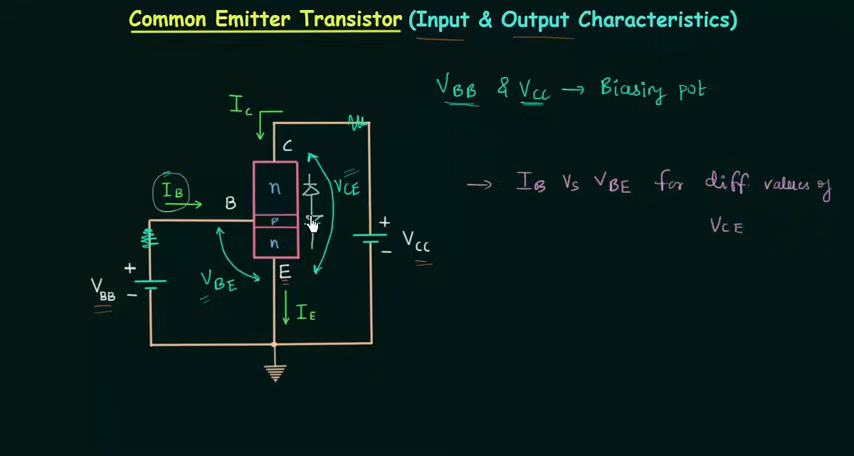 Common Emitter Transistor (Input & Output Characteristics)
VBB & VCC → Biasing pot
IC
C
IB
B
n
VCE
→ IB Vs VBE for diff values of
VCE
P
+
VCC
-
n
+
VBB
-
VBE
E
IE